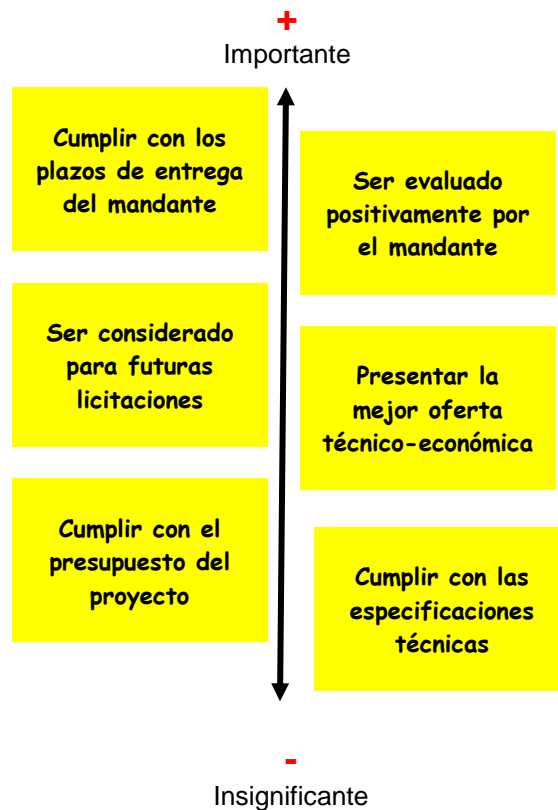 +
Importante
Cumplir con los
plazos de entrega
del mandante
Ser evaluado
positivamente por
el mandante
Ser considerado
para futuras
licitaciones
Presentar la
mejor oferta
técnico-económica
Cumplir con el
presupuesto del
proyecto
Cumplir con las
especificaciones
técnicas
-
Insignificante